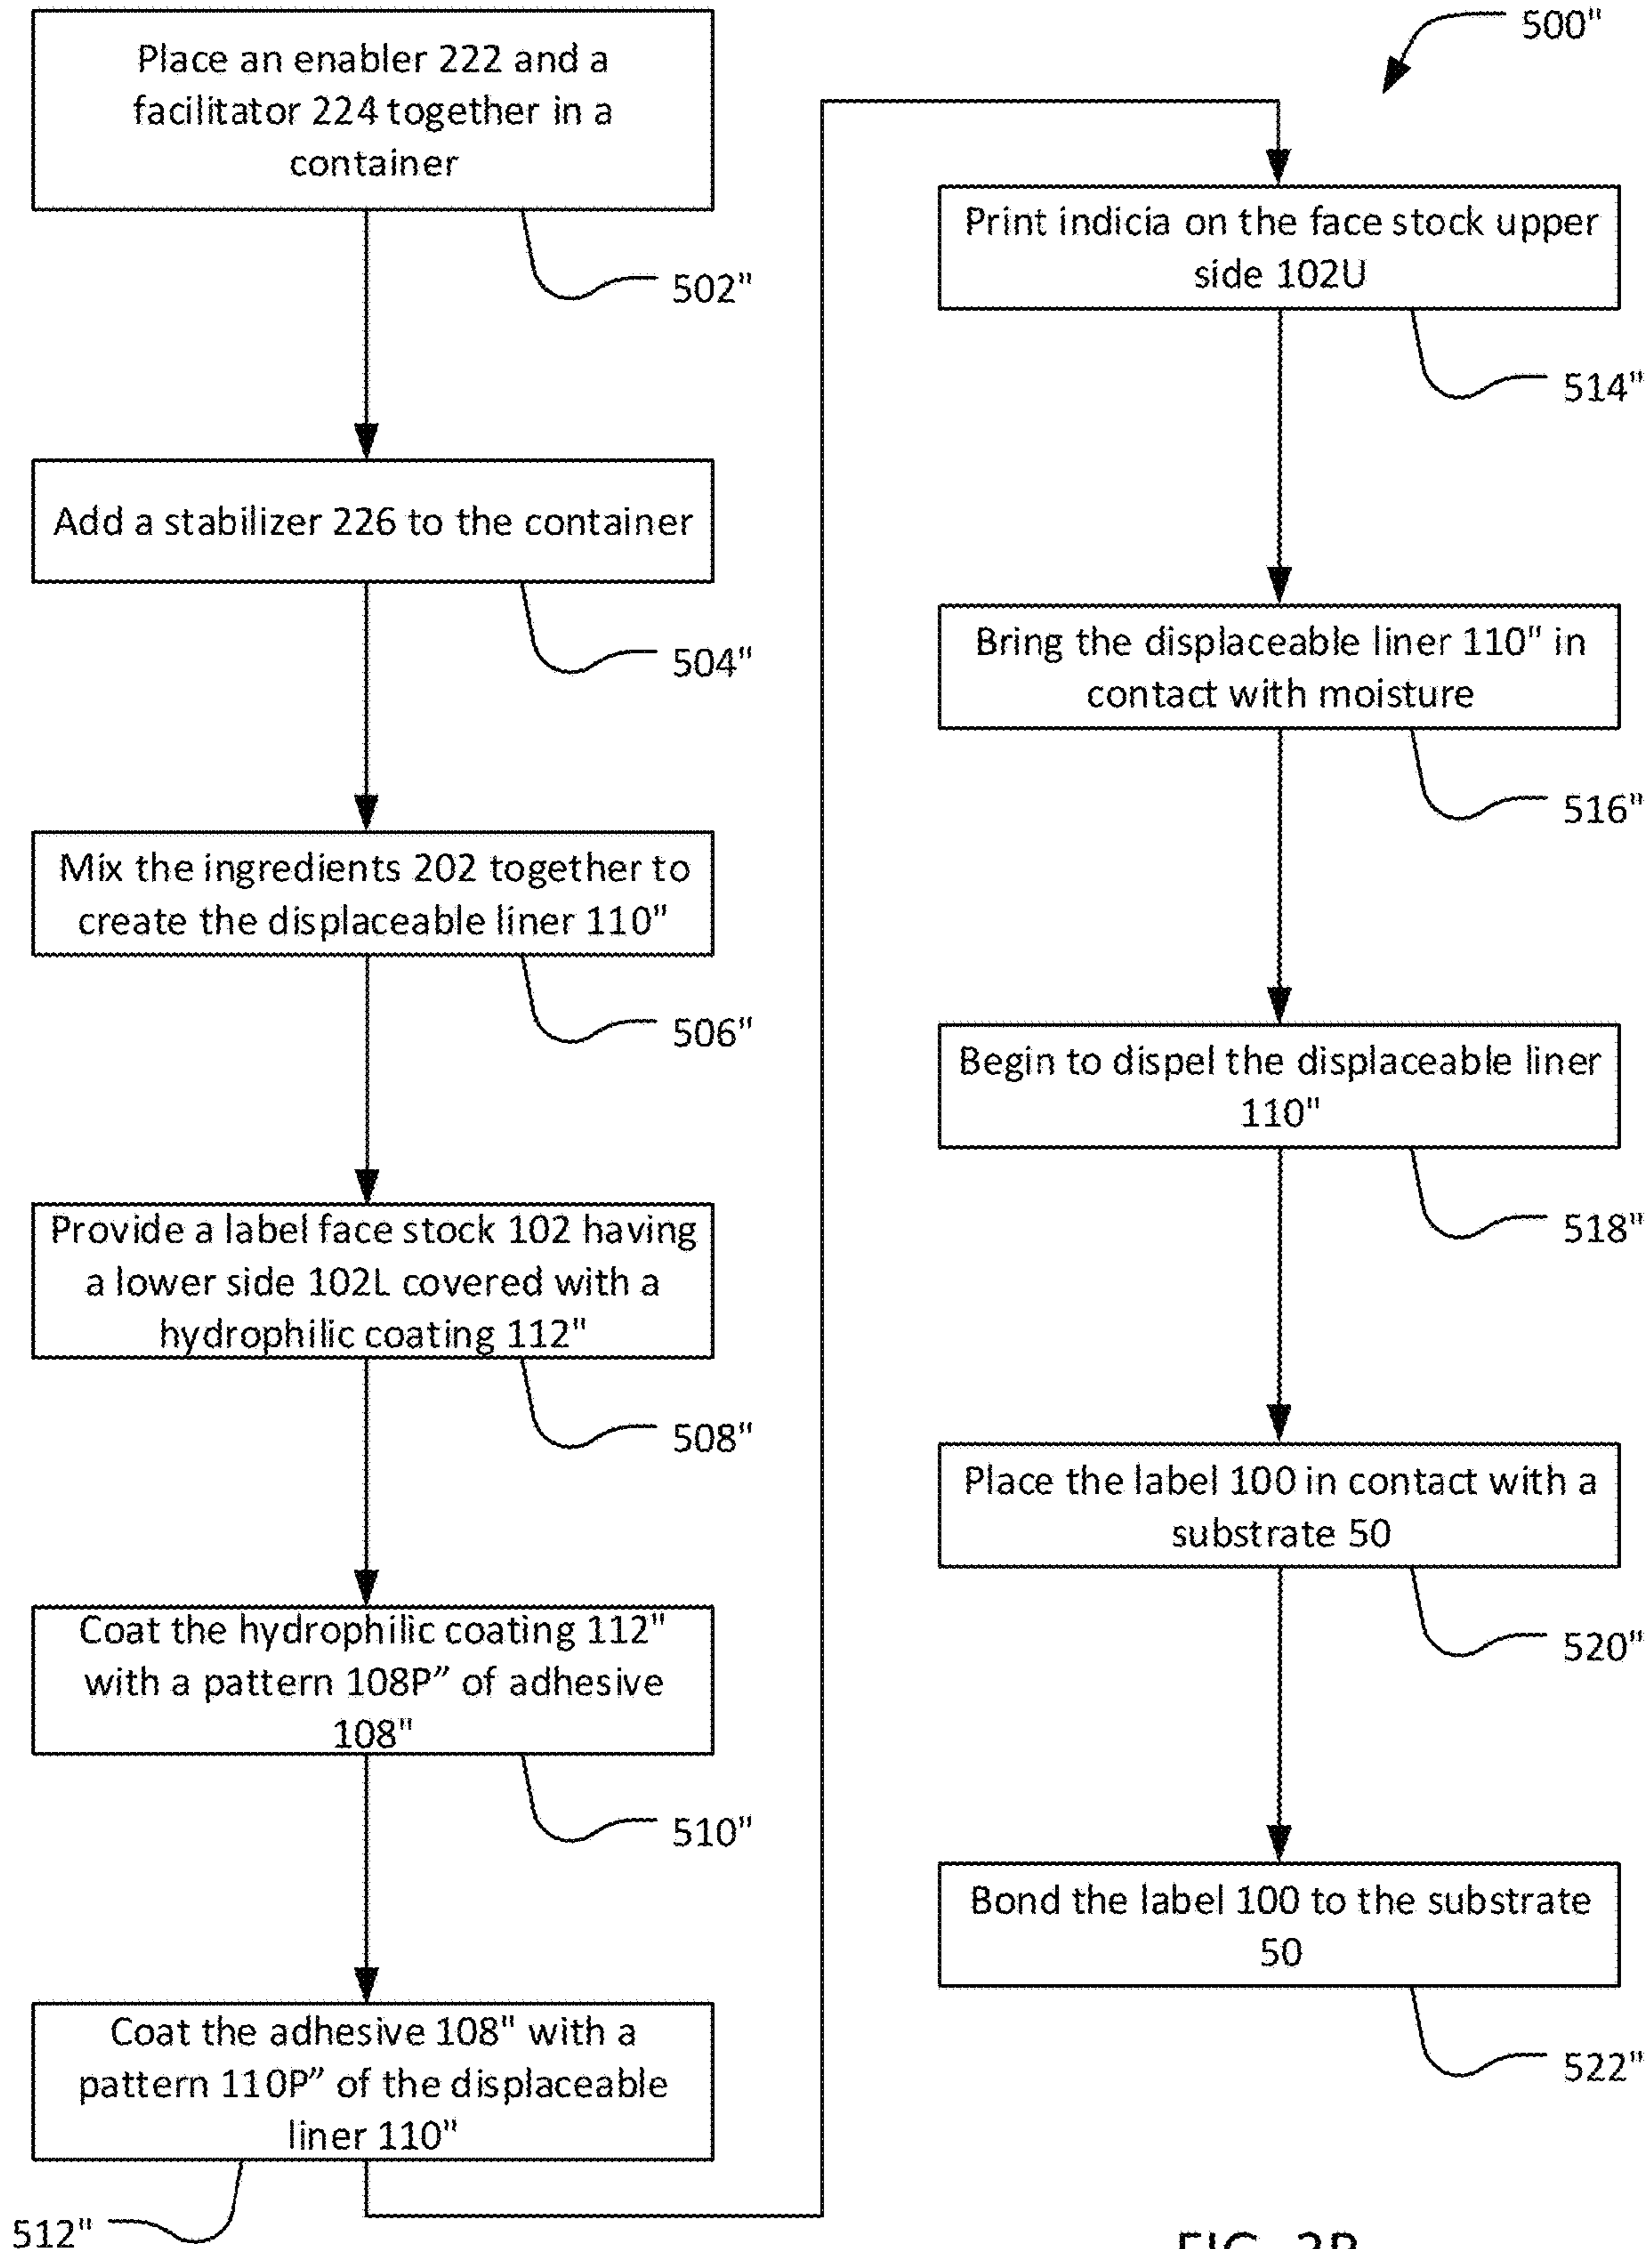 Place an enabler 222 and a
facilitator 224 together in a
container
502"
Add a stabilizer 226 to the container
504"
Mix the ingredients 202 together to
create the displaceable liner 110"
506"
Provide a label face stock 102 having
a lower side 102L covered with a
hydrophilic coating 112"
508"
Coat the hydrophilic coating 112"
with a pattern 108P” of adhesive
108"
510"
Coat the adhesive 108" with a
pattern 110P” of the displaceable
liner 110"
512"
500"
Print indicia on the face stock upper
side 102U
514"
Bring the displaceable liner 110" in
contact with moisture
516"
Begin to dispel the displaceable liner
110"
518"
Place the label 100 in contact with a
substrate 50
520"
Bond the label 100 to the substrate
50
522"